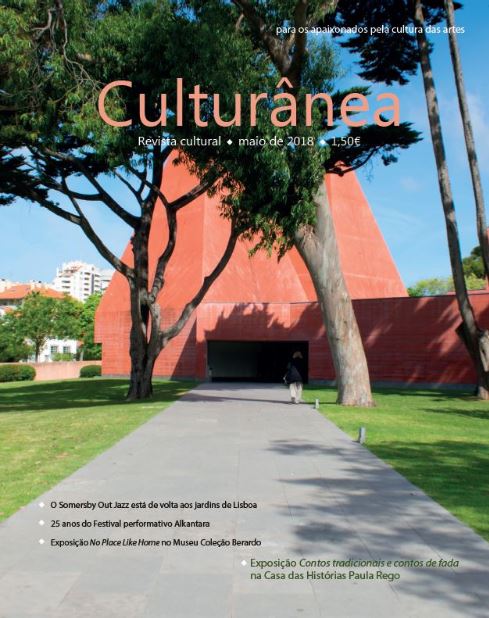 para os apaixonados pela cultura das artes
Culturânea
Revista cultural ◆ maio de 2018 ◆ 1,50€
◆ O Somersby Out Jazz está de volta aos jardins de Lisboa
◆ 25 anos do Festival performativo Alkantara
◆ Exposição No Place Like Home no Museu Coleção Berardo
◆ Exposição Contos tradicionais e contos de fada
na Casa das Histórias Paula Rego